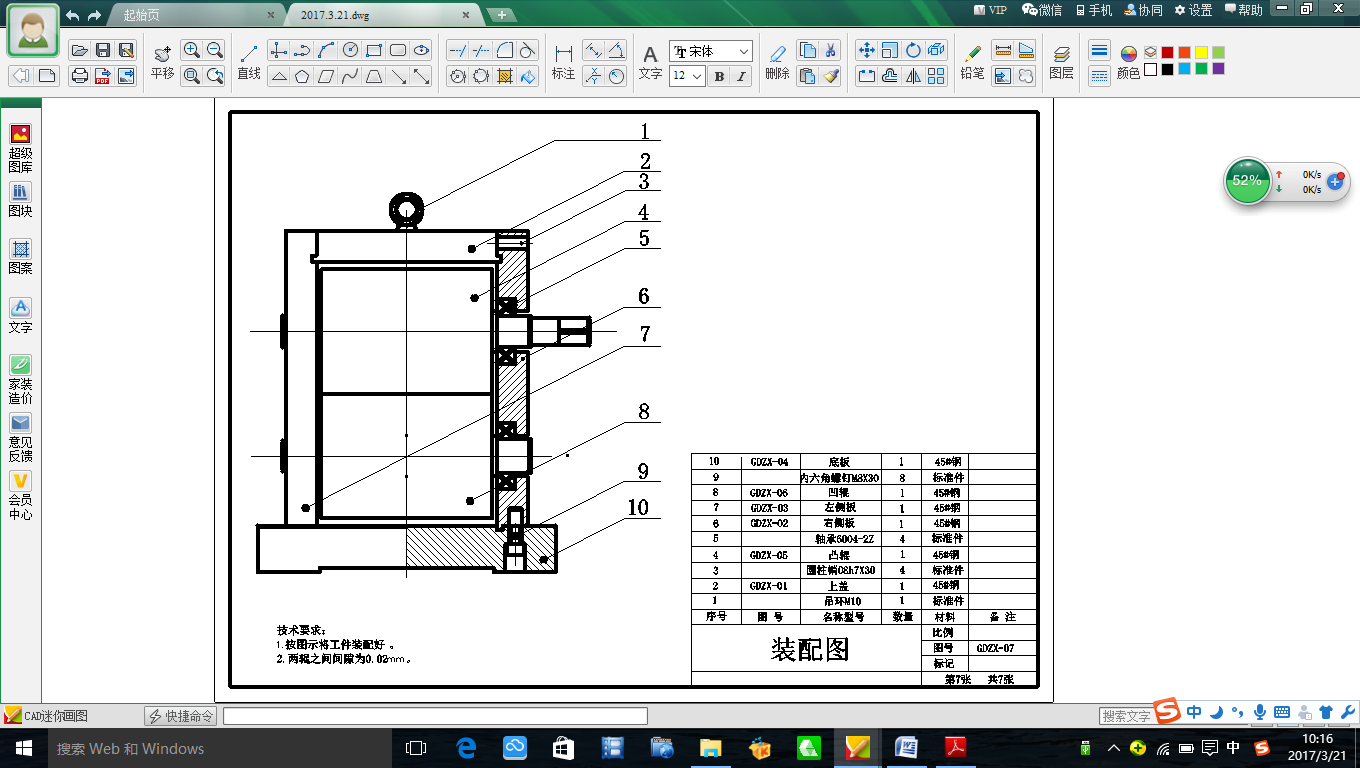 起始页
2017.3.21.dwg
VIP
微信
手机
协同
设置
帮助
平移
直线
标注
文字
宋体
12
B
I
删除
铅笔
图层
颜色
超级
图库
图块
图案
文字
家装
造价
意见
反馈
会员
中心
52%
0K/s
0K/s
1
2
3
4
5
6
7
8
9
10
10 GDZX-04 底板 1 45#钢
9 内六角螺钉M8X30 8 标准件
8 GDZX-06 凹辊 1 45#钢
7 GDZX-03 左侧板 1 45#钢
6 GDZX-02 右侧板 1 45#钢
5 轴承6004-2Z 4 标准件
4 GDZX-05 凸辊 1 45#钢
3 圆柱销C8h7X30 4 标准件
2 GDZX-01 上盖 1 45#钢
1 吊环M10 1 标准件
序号 图 号 名称型号 数量 材料 备 注
装配图
比例
图号 GDZX-07
标记
第7张 共7张
技术要求:
1.按图示将工件装配好 。
2.两辊之间间隙为0.02mm 。
CAD迷你画图
快捷命令
搜索文字
中
搜索 Web 和 Windows
中
10:16
2017/3/21